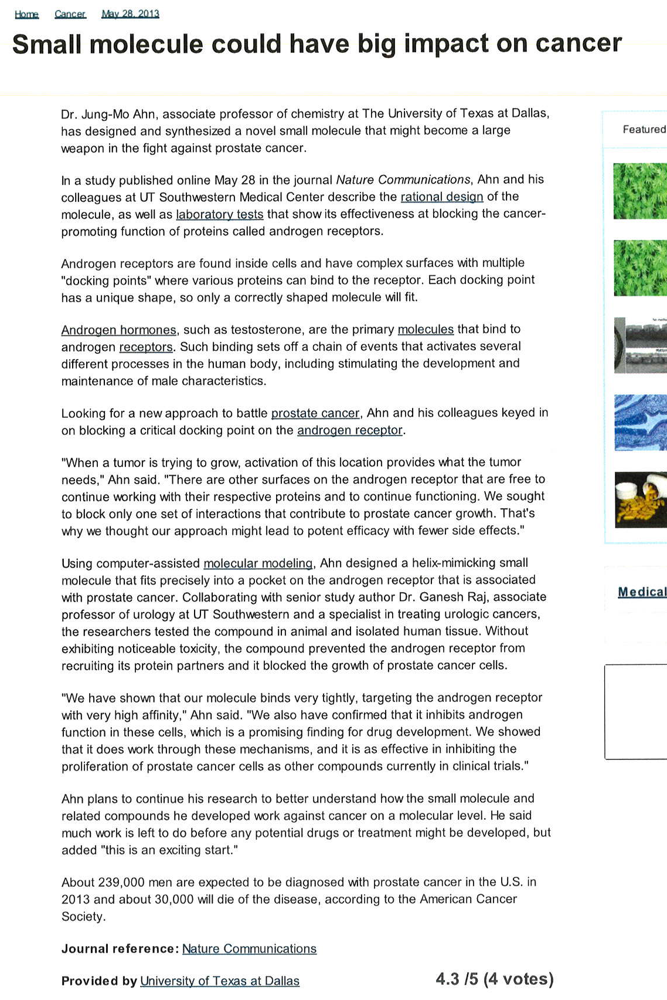 Home Cancer May 28, 2013
Small molecule could have big impact on cancer
Dr. Jung-Mo Ahn, associate professor of chemistry at The University of Texas at Dallas,
has designed and synthesized a novel small molecule that might become a large
weapon in the fight against prostate cancer.
In a study published online May 28 in the journal Nature Communications, Ahn and his
colleagues at UT Southwestern Medical Center describe the rational design of the
molecule, as well as laboratory tests that show its effectiveness at blocking the cancer-
promoting function of proteins called androgen receptors.
Androgen receptors are found inside cells and have complex surfaces with multiple
"docking points" where various proteins can bind to the receptor. Each docking point
has a unique shape, so only a correctly shaped molecule will fit.
Androgen hormones, such as testosterone, are the primary molecules that bind to
androgen receptors. Such binding sets off a chain of events that activates several
different processes in the human body, including stimulating the development and
maintenance of male characteristics.
Looking for a new approach to battle prostate cancer, Ahn and his colleagues keyed in
on blocking a critical docking point on the androgen receptor.
"When a tumor is trying to grow, activation of this location provides what the tumor
needs," Ahn said. "There are other surfaces on the androgen receptor that are free to
continue working with their respective proteins and to continue functioning. We sought
to block only one set of interactions that contribute to prostate cancer growth. That's
why we thought our approach might lead to potent efficacy with fewer side effects."
Using computer-assisted molecular modeling, Ahn designed a helix-mimicking small
molecule that fits precisely into a pocket on the androgen receptor that is associated
with prostate cancer. Collaborating with senior study author Dr. Ganesh Raj, associate
professor of urology at UT Southwestern and a specialist in treating urologic cancers,
the researchers tested the compound in animal and isolated human tissue. Without
exhibiting noticeable toxicity, the compound prevented the androgen receptor from
recruiting its protein partners and it blocked the growth of prostate cancer cells.
"We have shown that our molecule binds very tightly, targeting the androgen receptor
with very high affinity," Ahn said. "We also have confirmed that it inhibits androgen
function in these cells, which is a promising finding for drug development. We showed
that it does work through these mechanisms, and it is as effective in inhibiting the
proliferation of prostate cancer cells as other compounds currently in clinical trials."
Ahn plans to continue his research to better understand how the small molecule and
related compounds he developed work against cancer on a molecular level. He said
much work is left to do before any potential drugs or treatment might be developed, but
added "this is an exciting start."
About 239,000 men are expected to be diagnosed with prostate cancer in the U.S. in
2013 and about 30,000 will die of the disease, according to the American Cancer
Society.
Journal reference: Nature Communications
Provided by University of Texas at Dallas
4.3 /5 (4 votes)
Featured
Medical